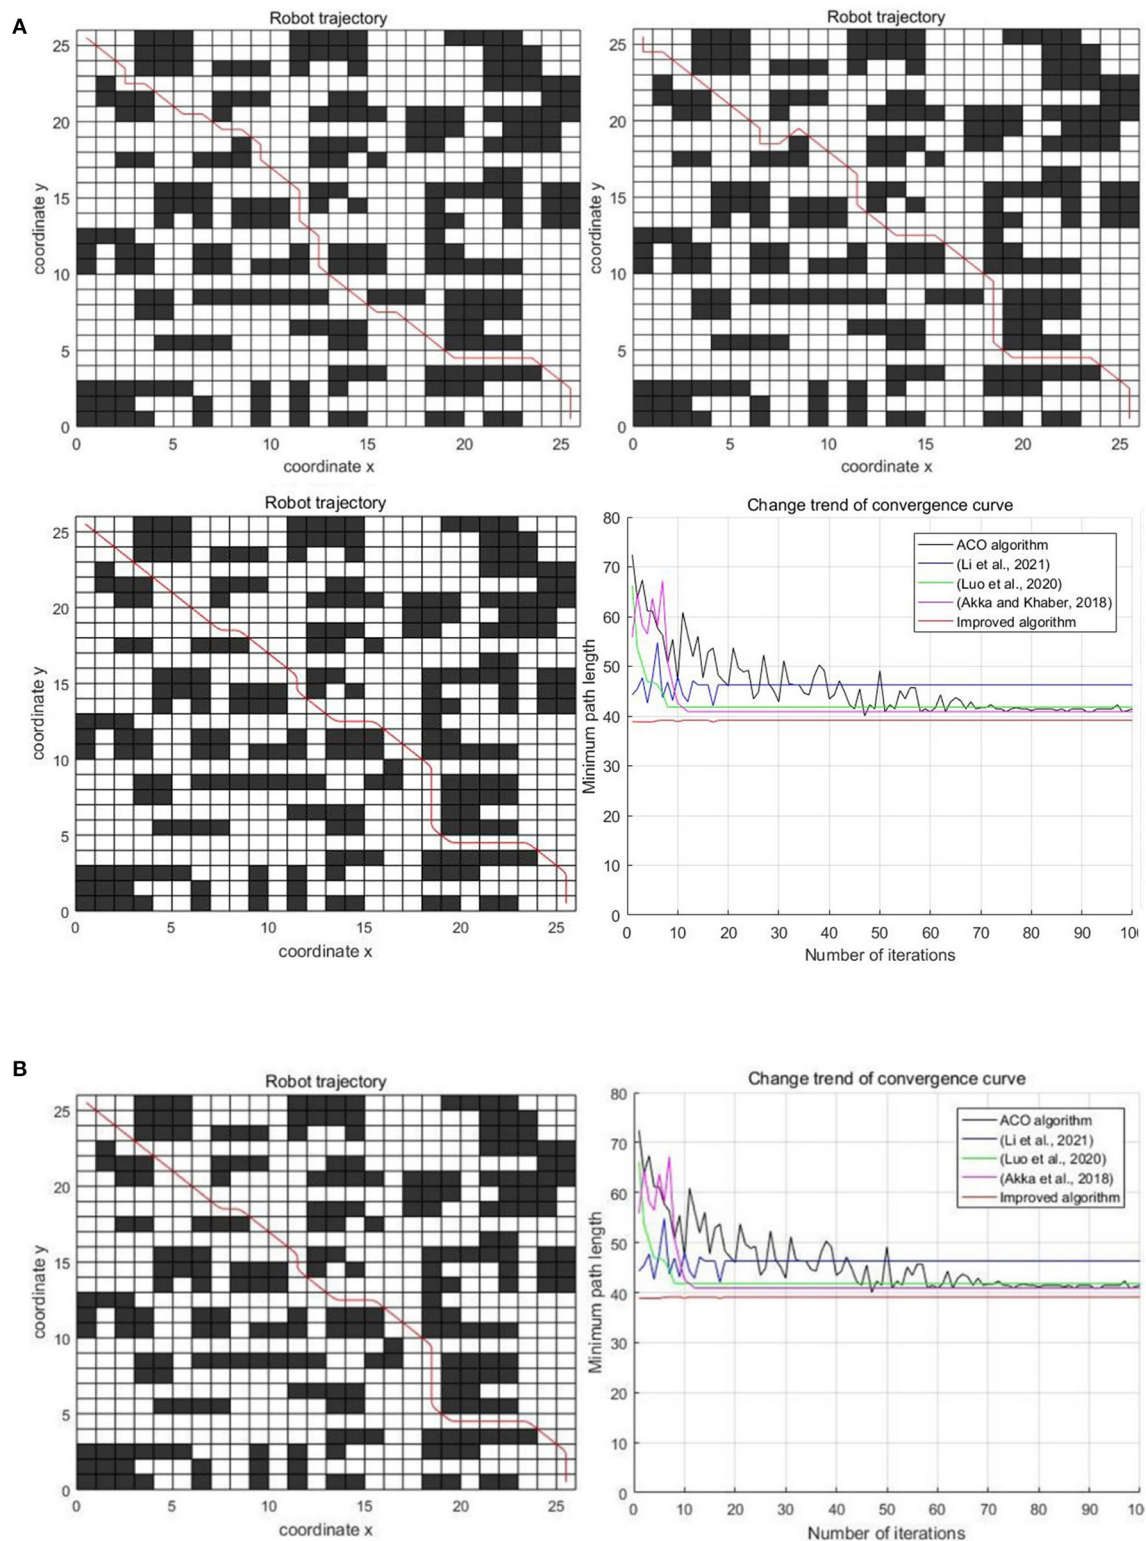 A
Robot trajectory
25
20
15
10
5
0
coordinate y
0 5 10 15 20 25
coordinate x
Robot trajectory
25
20
15
10
5
0
coordinate y
0 5 10 15 20 25
coordinate x
Robot trajectory
25
20
15
10
5
0
coordinate y
0 5 10 15 20 25
coordinate x
Change trend of convergence curve
80
70
60
50
40
30
20
10
0
Minimum path length
ACO algorithm
(Li et al., 2021)
(Luo et al., 2020)
(Akka and Khaber, 2018)
Improved algorithm
0 10 20 30 40 50 60 70 80 90 10
Number of iterations
B
Robot trajectory
25
20
15
10
5
0
coordinate y
0 5 10 15 20 25
coordinate x
Change trend of convergence curve
80
70
60
50
40
30
20
10
0
Minimum path length
ACO algorithm
(Li et al., 2021)
(Luo et al., 2020)
(Akka et al., 2018)
Improved algorithm
0 10 20 30 40 50 60 70 80 90 10
Number of iterations